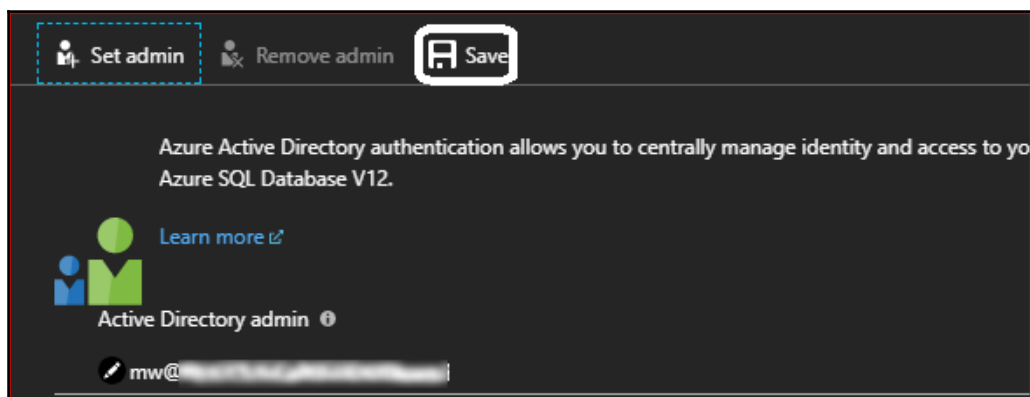 Set admin Remove admin Save
Azure Active Directory authentication allows you to centrally manage identity and access to yo
Azure SQL Database V12.
Learn more
Active Directory admin
mw@